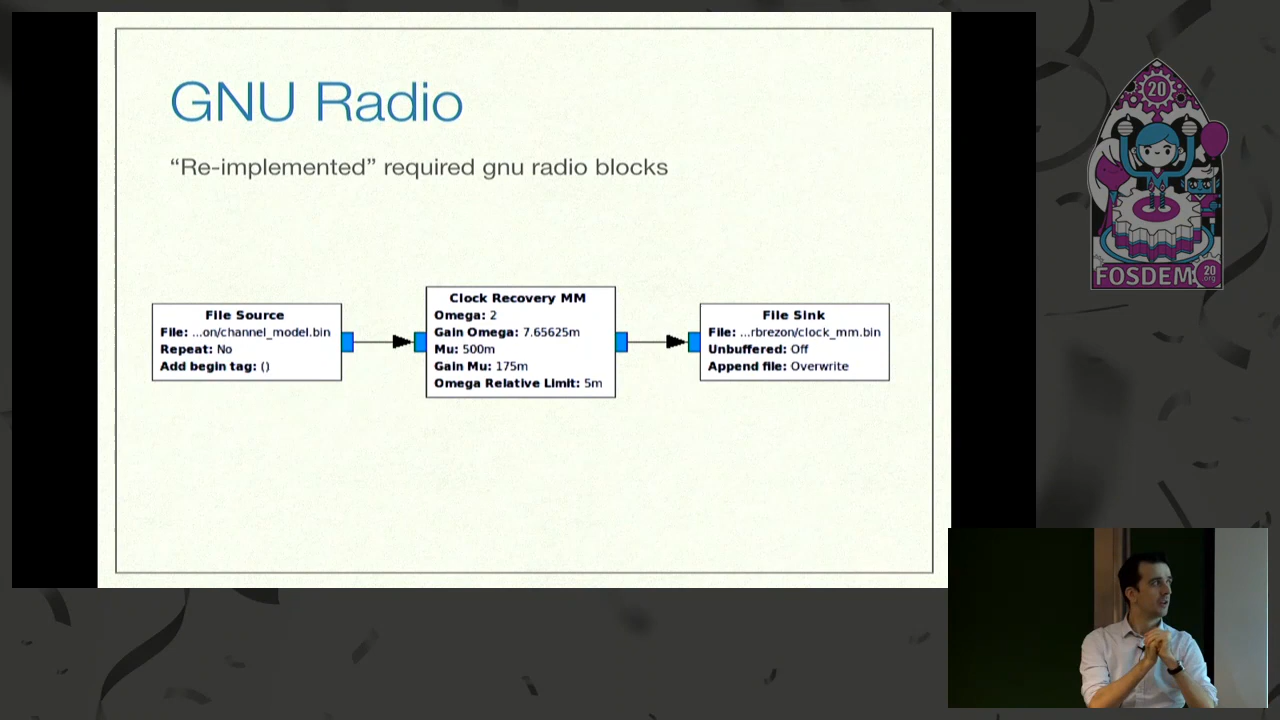 GNU Radio
“Re-implemented” required gnu radio blocks
File Source
File: ...on/channel_model.bin
Repeat: No
Add begin tag: ()
Clock Recovery MM
Omega: 2
Gain Omega: 7.65625m
Mu: 500m
Gain Mu: 175m
Omega Relative Limit: 5m
File Sink
File: ...rbrezon/clock_mm.bin
Unbuffered: Off
Append file: Overwrite
20
FOSDEM
20
.org